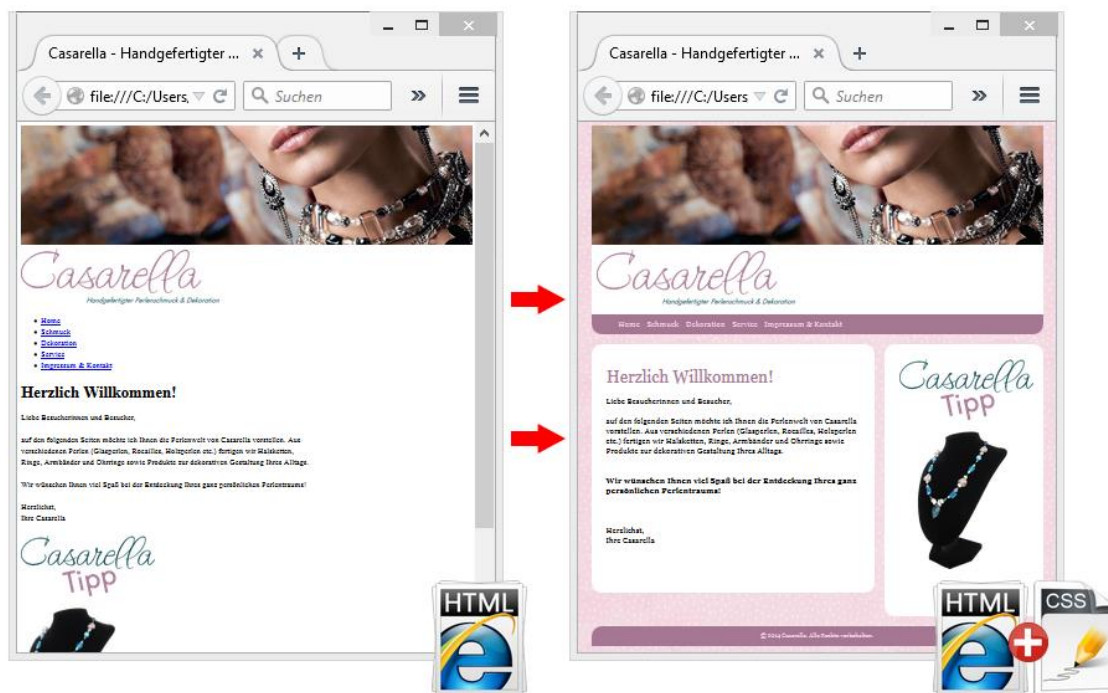 Casarella - Handgefertigter ...
file:///C:/Users,
Suchen
Casarella
Handgefertigter Perlenschmuck & Dekoration
Home
Schmuck
Dekoration
Service
Impressum & Kontakt
Herzlich Willkommen!
Liebe Besucherinnen und Besucher,
auf den folgenden Seiten möchte ich Ihnen die Perlenwelt von Casarella vorstellen. Aus
verschiedenen Perlen (Glasperlen, Rocailles, Holzperlen etc.) fertigen wir Halsketten,
Ringe, Armbänder und Ohrringe sowie Produkte zur dekorativen Gestaltung Ihres Alltags.
Wir wünschen Ihnen viel Spaß bei der Entdeckung Ihres ganz persönlichen Perlentraums!
Herzlichst,
Ihre Casarella
Casarella
Tipp
HTML
Casarella - Handgefertigter ...
file:///C:/Users
Suchen
Casarella
Handgefertigter Perlenschmuck & Dekoration
Home Schmuck Dekoration Service Impressum & Kontakt
Herzlich Willkommen!
Liebe Besucherinnen und Besucher,
auf den folgenden Seiten möchte ich Ihnen die Perlenwelt von Casarella
vorstellen. Aus verschiedenen Perlen (Glasperlen, Rocailles, Holzperlen
etc.) fertigen wir Halsketten, Ringe, Armbänder und Ohrringe sowie
Produkte zur dekorativen Gestaltung Ihres Alltags.
Wir wünschen Ihnen viel Spaß bei der Entdeckung Ihres ganz
persönlichen Perlentraums!
Herzlichst,
Ihre Casarella
Casarella
Tipp
© 2014 Casarella. Alle Rechte vorbehalten.
HTML
CSS